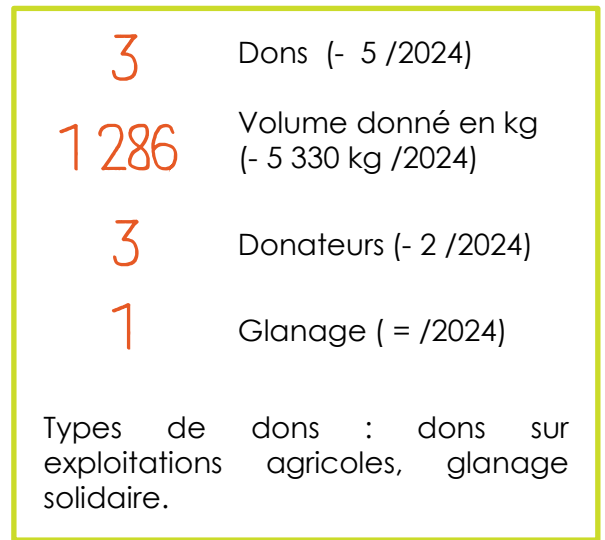 3 Dons (- 5 /2024)
1 286 Volume donné en kg
(- 5 330 kg /2024)
3 Donateurs (- 2 /2024)
1 Glanage ( = /2024)
Types de dons : dons sur
exploitations agricoles, glanage
solidaire.